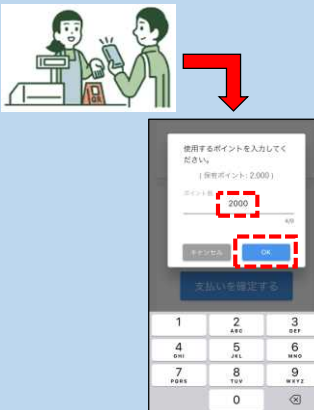 使用するポイントを入力してく
ださい。
( 保有ポイント: 2,000 )
ポイント数
2000
4/9
キャンセル
OK
支払いを確定する
1
2
ABC
3
DEF
4
GHI
5
JKL
6
MNO
7
PQRS
8
TUV
9
WXYZ
0